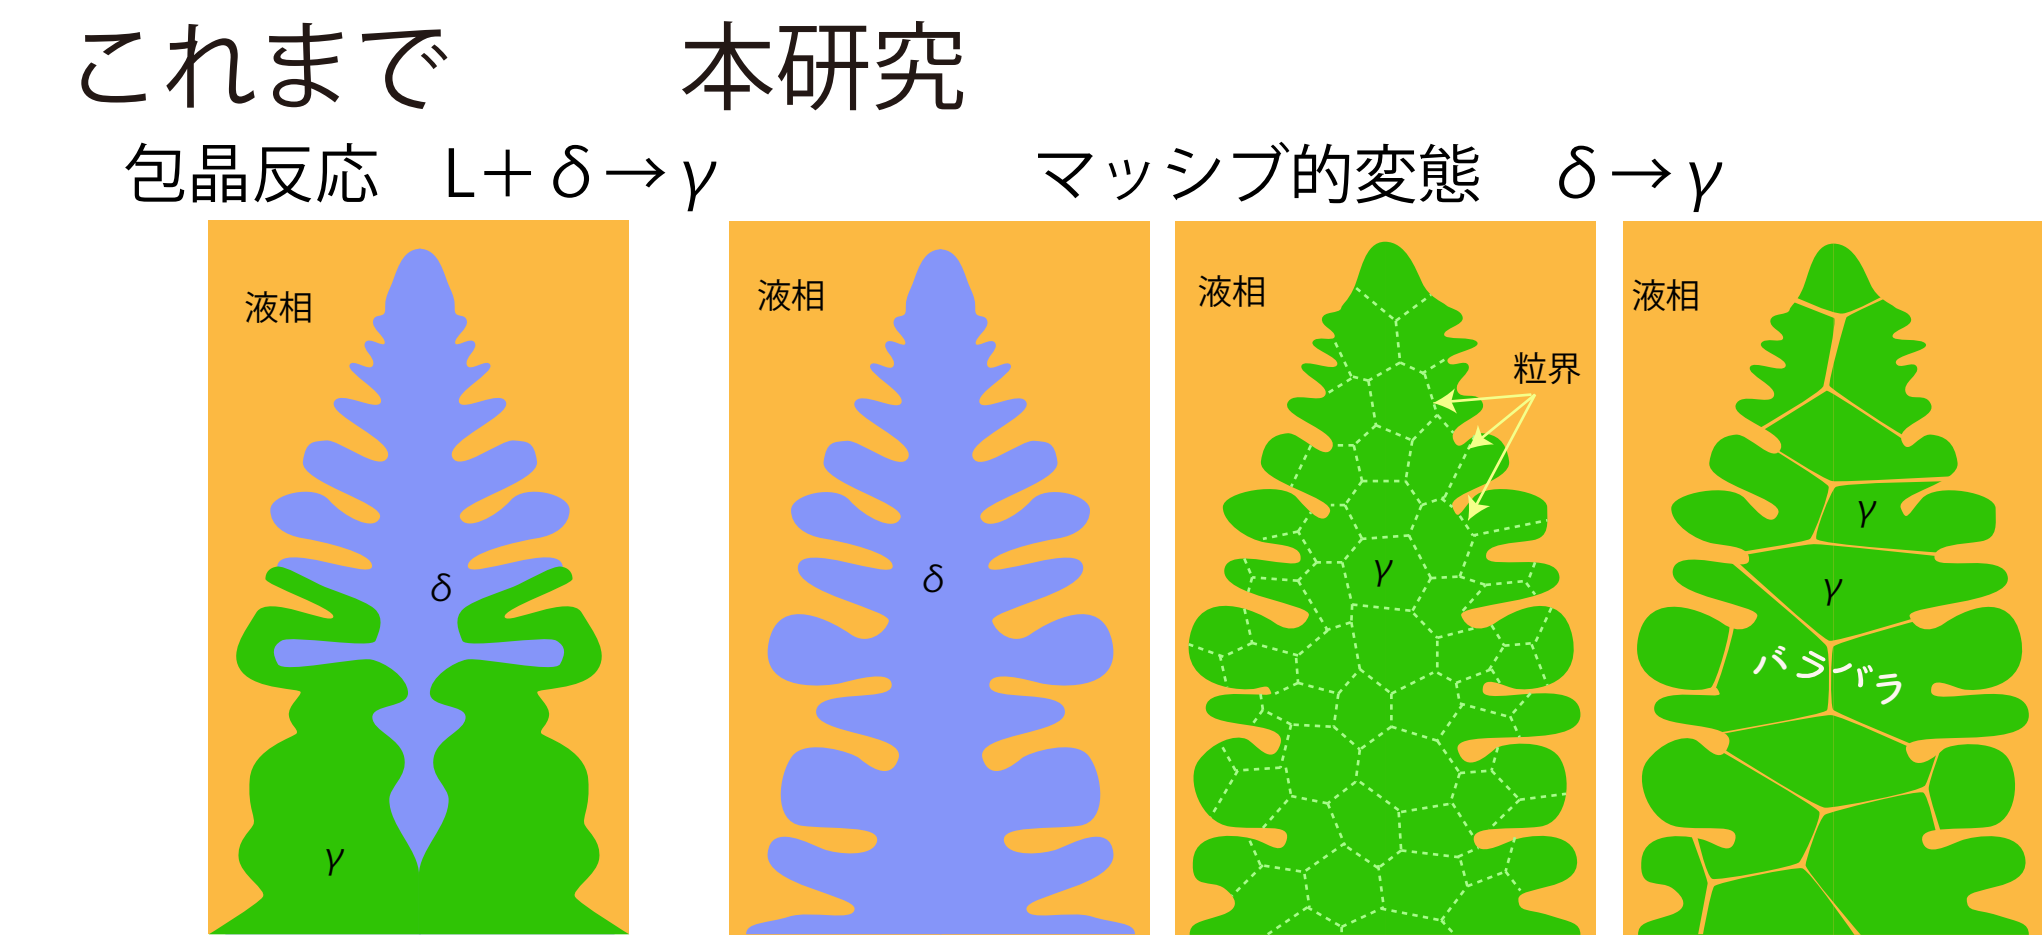 これまで
本研究
包晶反応 L+δ→γ
マッシブ的変態 δ→γ
液相
δ
γ
液相
δ
液相
粒界
γ
液相
γ
γ
バラバラ